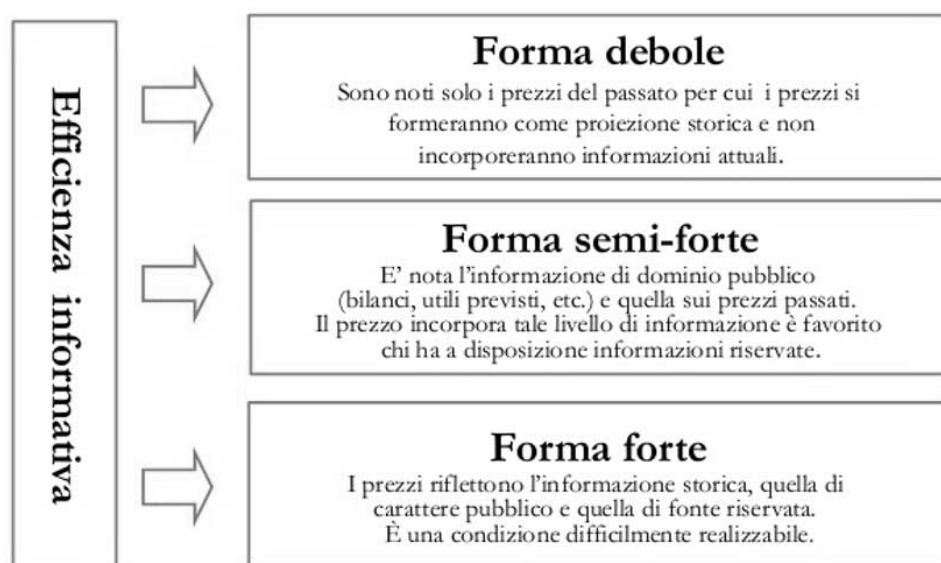 Efficienza informativa
Forma debole
Sono noti solo i prezzi del passato per cui i prezzi si
formeranno come proiezione storica e non
incorporeranno informazioni attuali.
Forma semi-forte
E' nota l'informazione di dominio pubblico
(bilanci, utili previsti, etc.) e quella sui prezzi passati.
Il prezzo incorpora tale livello di informazione è favorito
chi ha a disposizione informazioni riservate.
Forma forte
I prezzi riflettono l'informazione storica, quella di
carattere pubblico e quella di fonte riservata.
È una condizione difficilmente realizzabile.